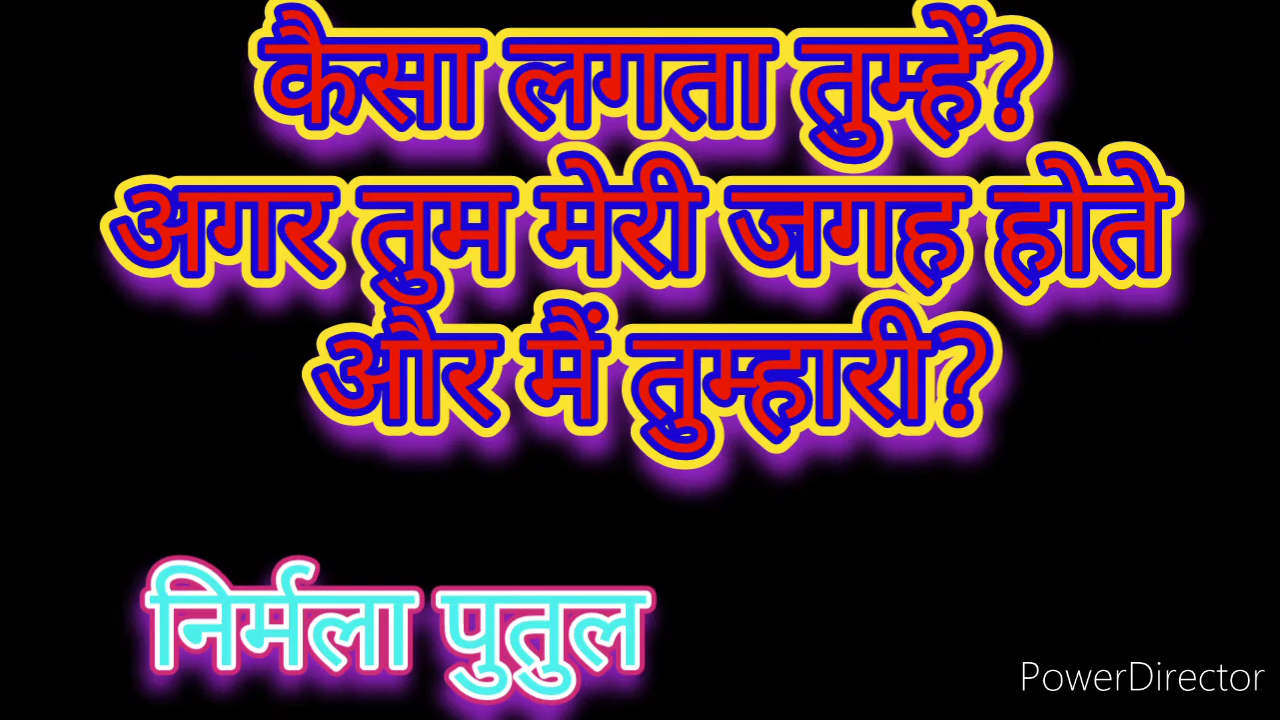 कैसा लगता तुम्हें?
अगर तुम मेरी जगह होते
और मैं तुम्हारी?
निर्मला पुतुल
PowerDirector